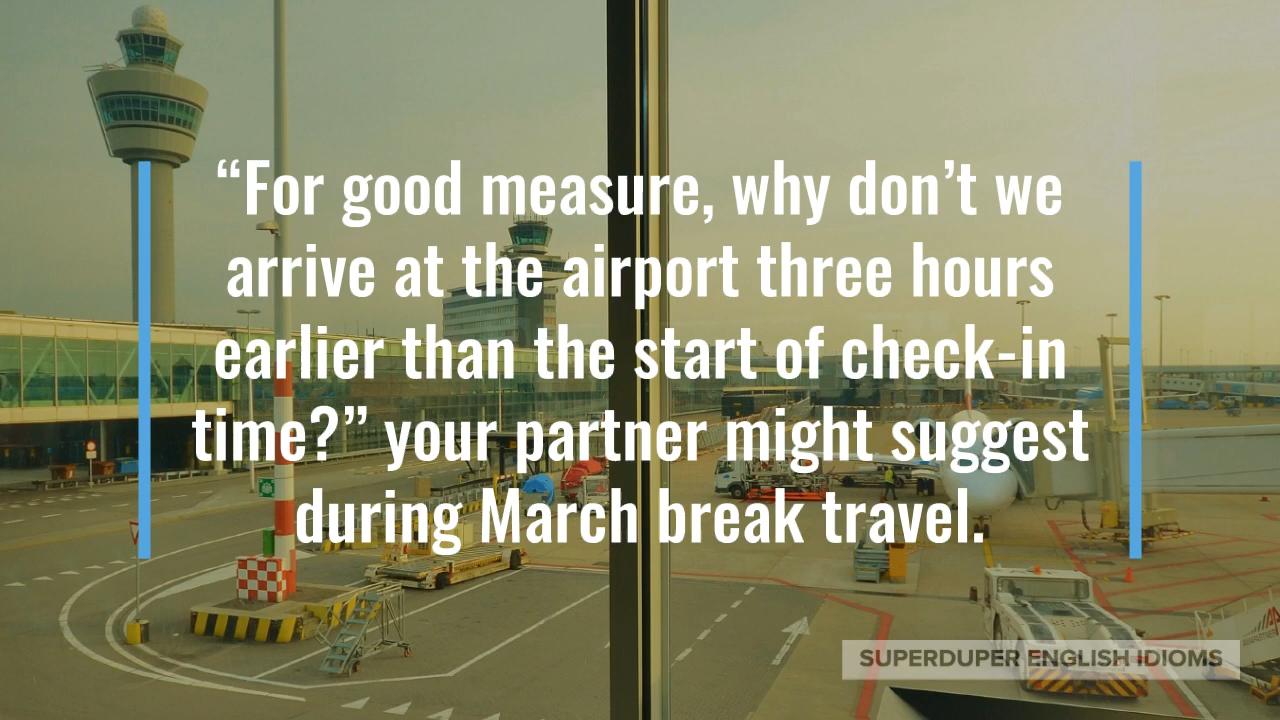 “For good measure, why don’t we
arrive at the airport three hours
earlier than the start of check-in
time?” your partner might suggest
during March break travel.
SUPERDUPER ENGLISH IDIOMS